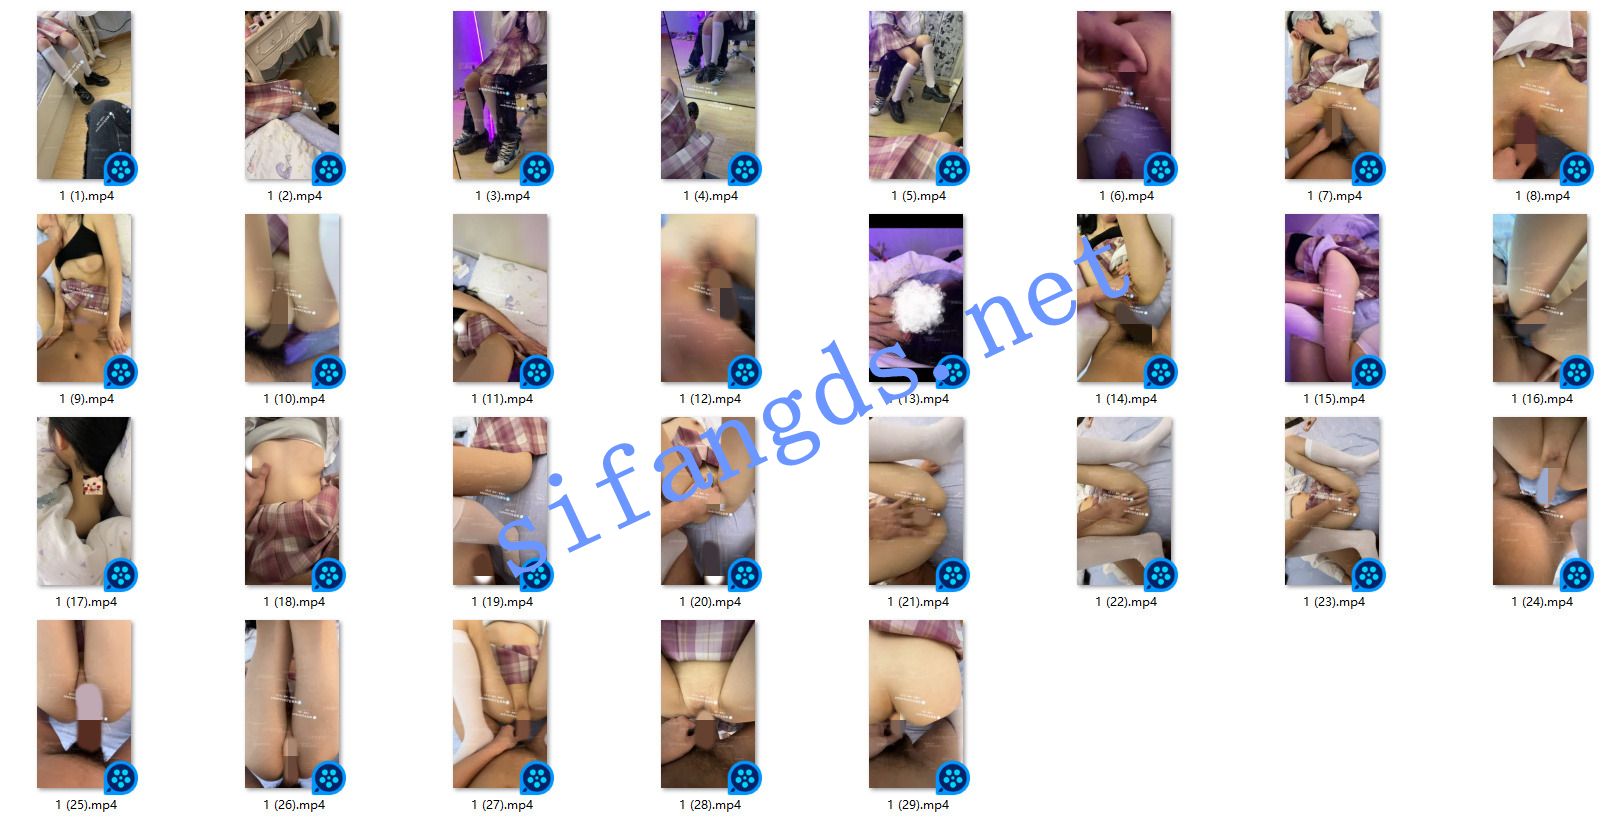 1 (1).mp4
1 (2).mp4
1 (3).mp4
1 (4).mp4
1 (5).mp4
1 (6).mp4
1 (7).mp4
1 (8).mp4
1 (9).mp4
1 (10).mp4
1 (11).mp4
1 (12).mp4
1 (13).mp4
1 (14).mp4
1 (15).mp4
1 (16).mp4
sifangds.net
1 (17).mp4
1 (18).mp4
1 (19).mp4
1 (20).mp4
1 (21).mp4
1 (22).mp4
1 (23).mp4
1 (24).mp4
1 (25).mp4
1 (26).mp4
1 (27).mp4
1 (28).mp4
1 (29).mp4